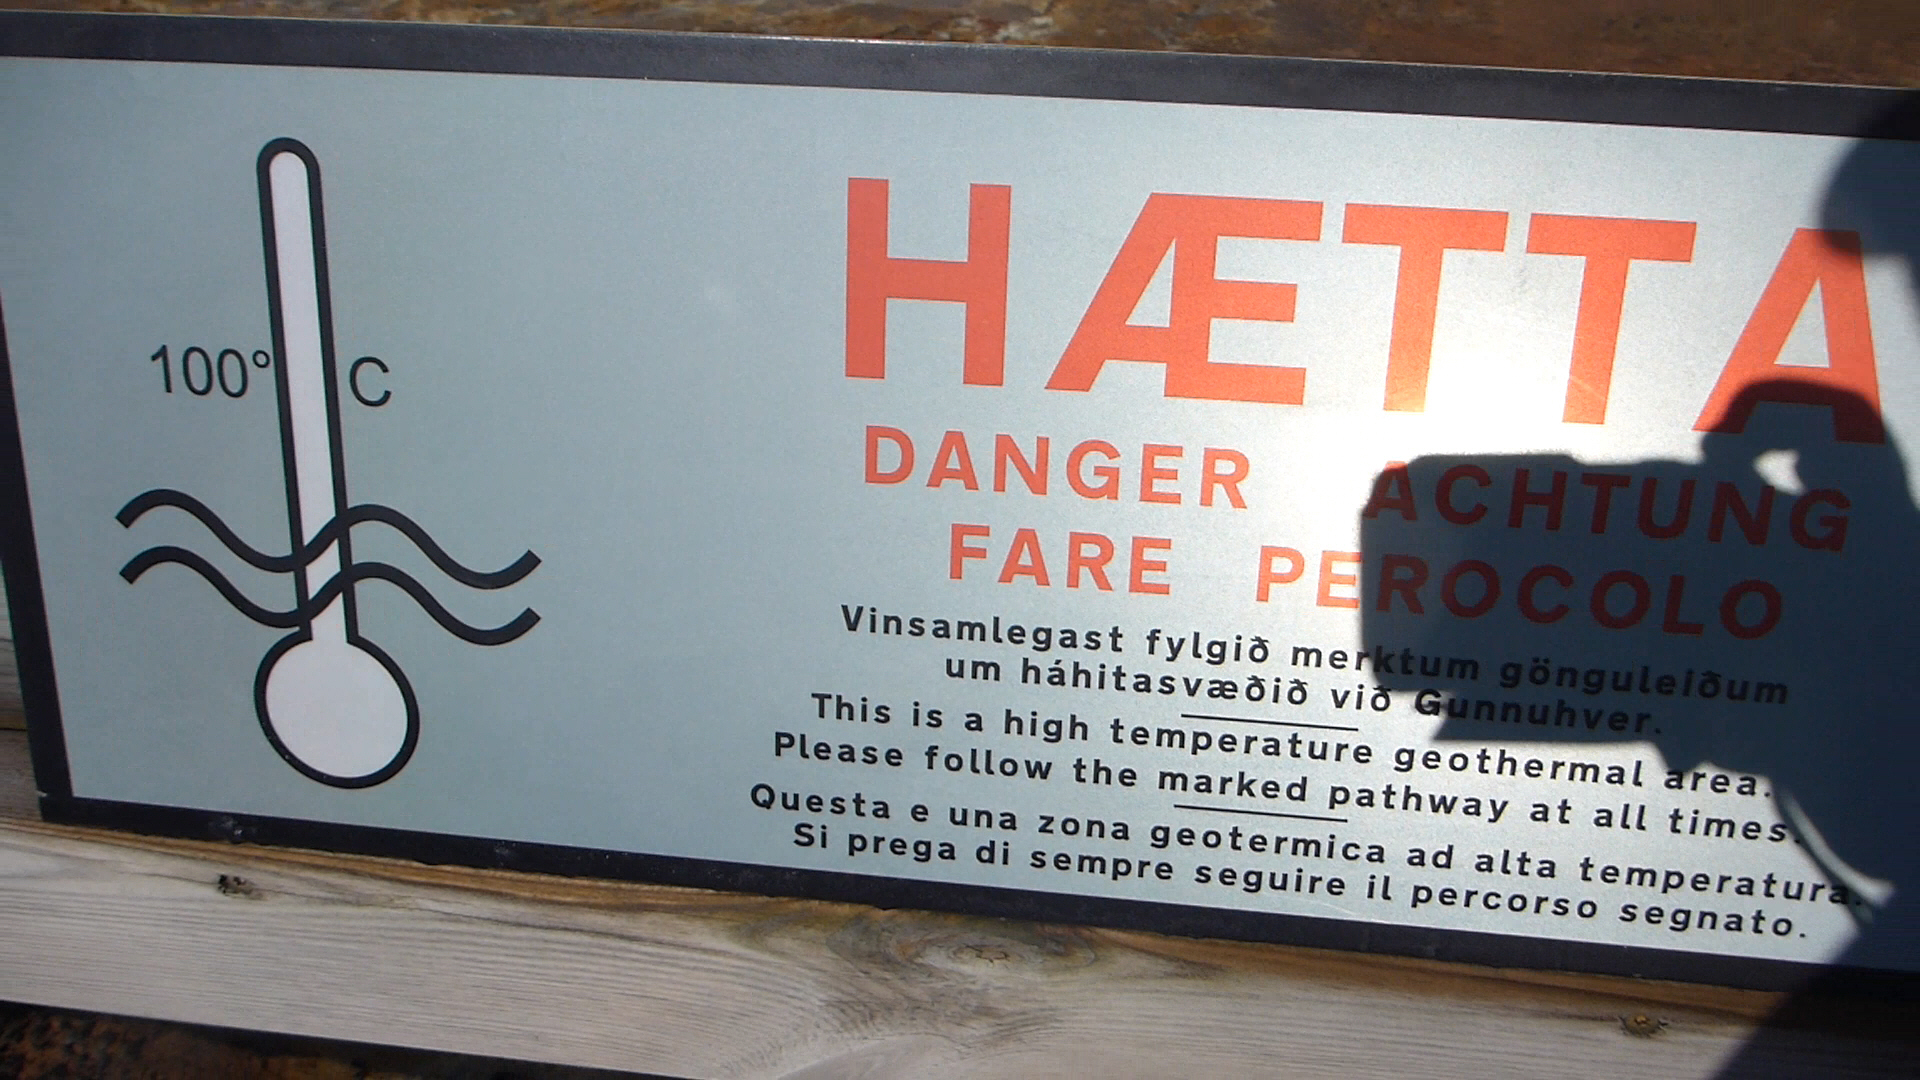 HÆTTA
DANGER ACHTUNG
FARE PEROCOLO
100° C
Vinsamlegast fylgið merktum gönguleiðum
um háhitasvæðið við Gunnuhver.
This is a high temperature geothermal area.
Please follow the marked pathway at all times.
Questa e una zona geotermica ad alta temperatura.
Si prega di sempre seguire il percorso segnato.